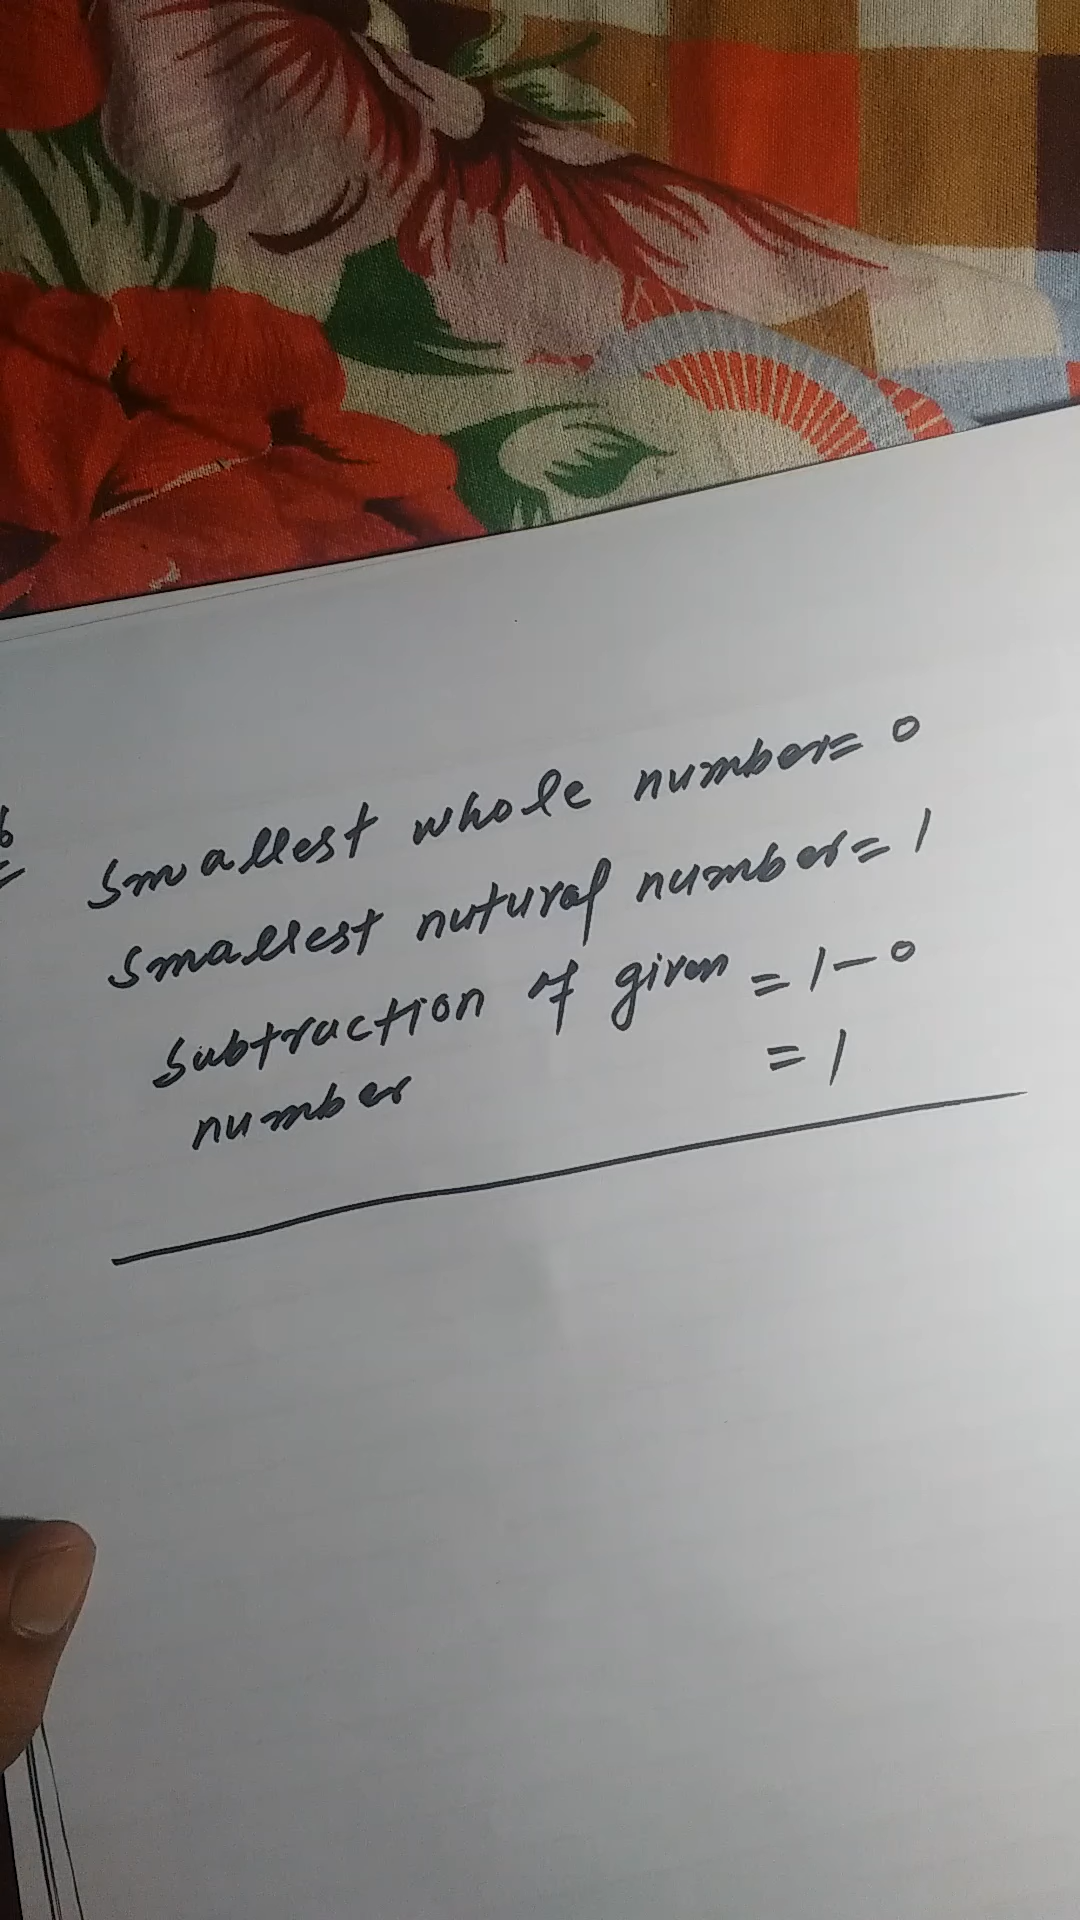 Smallest whole number= 0
Smallest nutural number= 1
Subtraction of given = 1-0
number = 1